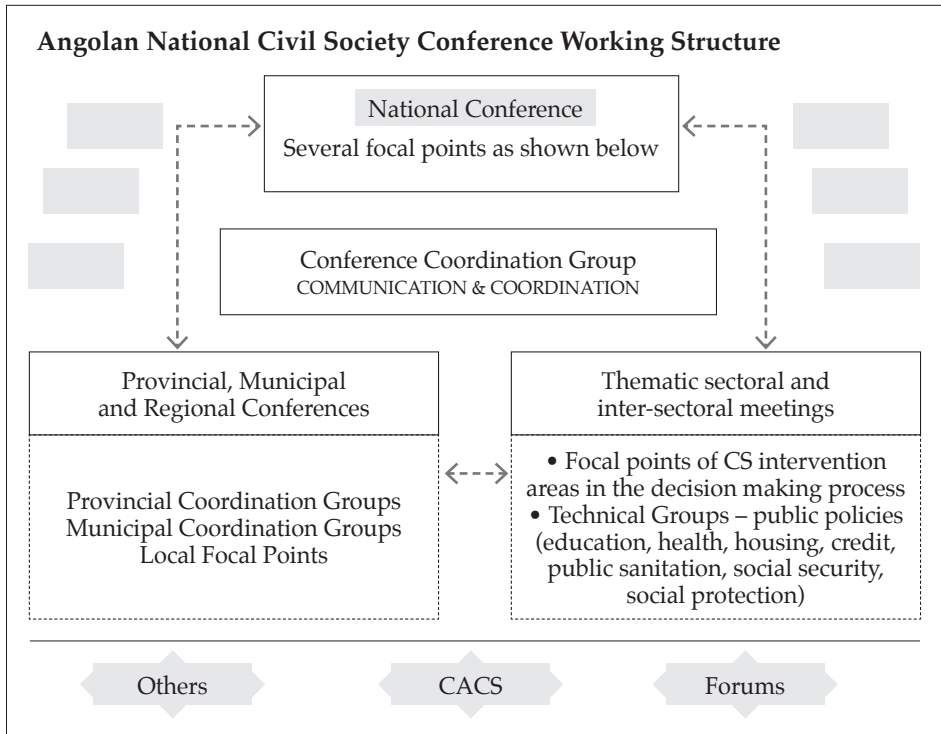 Angolan National Civil Society Conference Working Structure
National Conference
Several focal points as shown below
Conference Coordination Group
COMMUNICATION & COORDINATION
Provincial, Municipal
and Regional Conferences
Provincial Coordination Groups
Municipal Coordination Groups
Local Focal Points
Thematic sectoral and
inter-sectoral meetings
• Focal points of CS intervention
areas in the decision making process
• Technical Groups – public policies
(education, health, housing, credit,
public sanitation, social security,
social protection)
Others
CACS
Forums